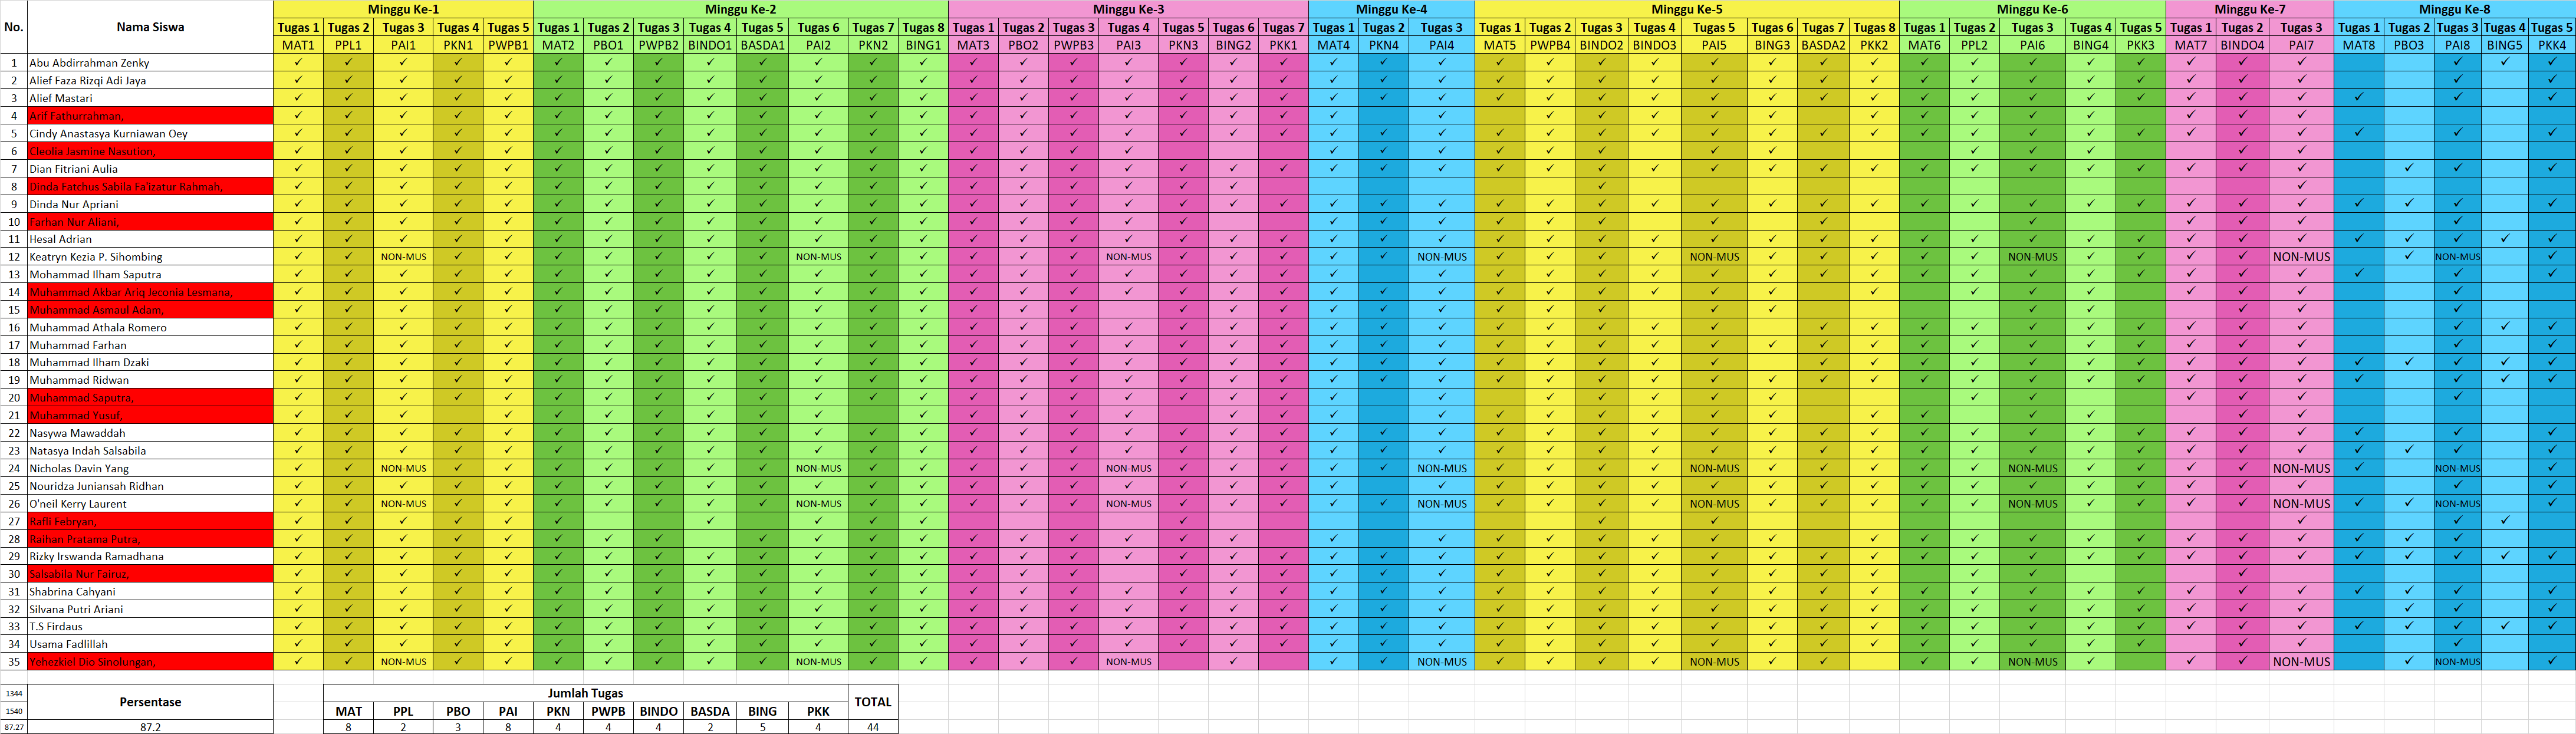 No. Nama Siswa Minggu Ke-1 Minggu Ke-2 Minggu Ke-3 Minggu Ke-4 Minggu Ke-5 Minggu Ke-6 Minggu Ke-7 Minggu Ke-8
Tugas 1 Tugas 2 Tugas 3 Tugas 4 Tugas 5 Tugas 1 Tugas 2 Tugas 3 Tugas 4 Tugas 5 Tugas 6 Tugas 7 Tugas 8 Tugas 1 Tugas 2 Tugas 3 Tugas 4 Tugas 5 Tugas 6 Tugas 7 Tugas 1 Tugas 2 Tugas 3 Tugas 1 Tugas 2 Tugas 3 Tugas 4 Tugas 5 Tugas 6 Tugas 7 Tugas 8 Tugas 1 Tugas 2 Tugas 3 Tugas 4 Tugas 5 Tugas 1 Tugas 2 Tugas 3 Tugas 1 Tugas 2 Tugas 3 Tugas 4 Tugas 5
MAT1 PPL1 PAI1 PKN1 PWPB1 MAT2 PBO1 PWPB2 BINDO1 BASDA1 PAI2 PKN2 BING1 MAT3 PBO2 PWPB3 PAI3 PKN3 BING2 PKK1 MAT4 PKN4 PAI4 MAT5 PWPB4 BINDO2 BINDO3 PAI5 BING3 BASDA2 PKK2 MAT6 PPL2 PAI6 BING4 PKK3 MAT7 BINDO4 PAI7 MAT8 PBO3 PAI8 BING5 PKK4
1 Abu Abdirrahman Zenky
2 Alief Faza Rizqi Adi Jaya
3 Alief Mastari
4 Arif Fathurrahman,
5 Cindy Anastasya Kurniawan Oey
6 Cleolia Jasmine Nasution,
7 Dian Fitriani Aulia
8 Dinda Fatchus Sabila Fa'izatur Rahmah,
9 Dinda Nur Apriani
10 Farhan Nur Aliani,
11 Hesal Adrian
12 Keatryn Kezia P. Sihombing NON-MUS NON-MUS NON-MUS NON-MUS NON-MUS NON-MUS NON-MUS NON-MUS
13 Mohammad Ilham Saputra
14 Muhammad Akbar Ariq Jeconia Lesmana,
15 Muhammad Asmaul Adam,
16 Muhammad Athala Romero
17 Muhammad Farhan
18 Muhammad Ilham Dzaki
19 Muhammad Ridwan
20 Muhammad Saputra,
21 Muhammad Yusuf,
22 Nasywa Mawaddah
23 Natasya Indah Salsabila
24 Nicholas Davin Yang NON-MUS NON-MUS NON-MUS NON-MUS NON-MUS NON-MUS NON-MUS NON-MUS
25 Nouridza Juniansah Ridhan
26 O'neil Kerry Laurent NON-MUS NON-MUS NON-MUS NON-MUS NON-MUS NON-MUS NON-MUS NON-MUS
27 Rafli Febryan,
28 Raihan Pratama Putra,
29 Rizky Irswanda Ramadhana
30 Salsabila Nur Fairuz,
31 Shabrina Cahyani
32 Silvana Putri Ariani
33 T.S Firdaus
34 Usama Fadlillah
35 Yehezkiel Dio Sinolungan, NON-MUS NON-MUS NON-MUS NON-MUS NON-MUS NON-MUS NON-MUS NON-MUS
1344 Persentase Jumlah Tugas TOTAL
1540 MAT PPL PBO PAI PKN PWPB BINDO BASDA BING PKK
87.27 87.2 8 2 3 8 4 4 4 2 5 4 44